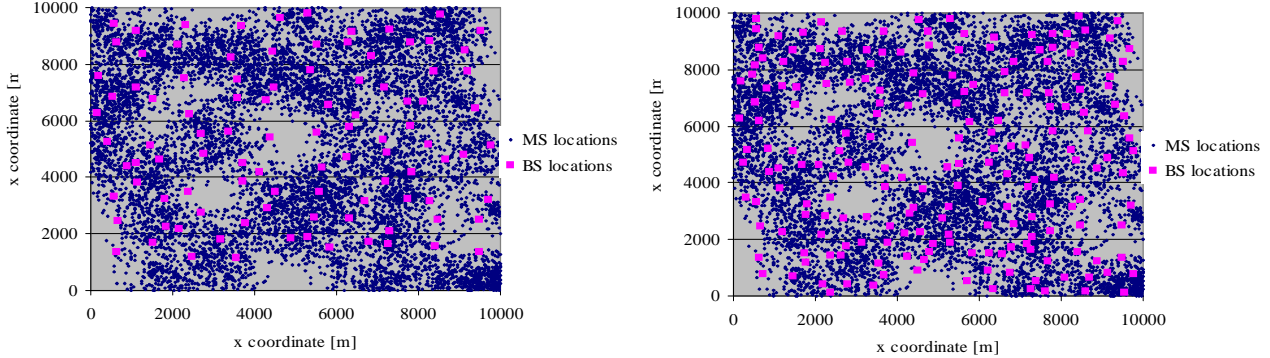 x coordinate [
10000
8000
6000
4000
2000
0
0 2000 4000 6000 8000 10000
x coordinate [m]
MS locations
BS locations
x coordinate [
10000
8000
6000
4000
2000
0
0 2000 4000 6000 8000 10000
x coordinate [m]
MS locations
BS locations